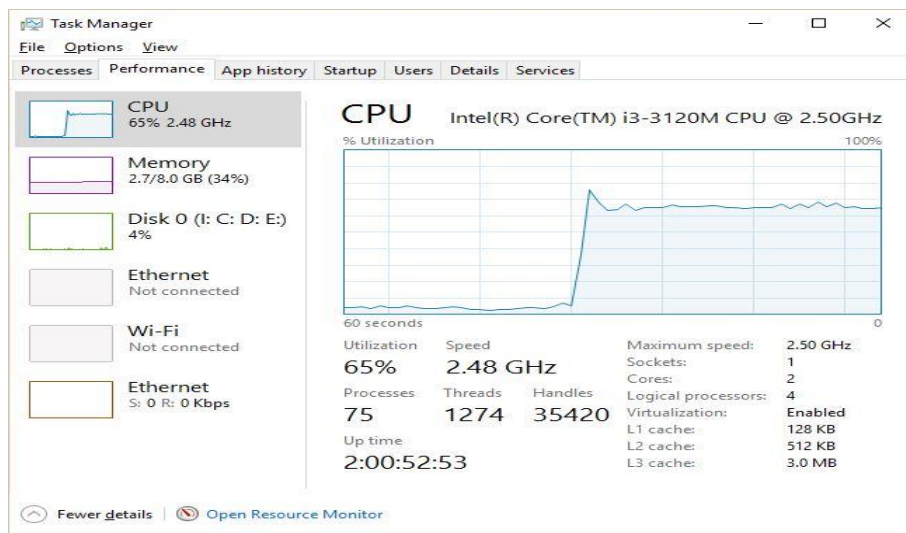 Task Manager
File Options View
Processes Performance App history Startup Users Details Services
CPU
65% 2.48 GHz
Memory
2.7/8.0 GB (34%)
Disk 0 (I: C: D: E:)
4%
Ethernet
Not connected
Wi-Fi
Not connected
Ethernet
S: 0 R: 0 Kbps
CPU Intel(R) Core(TM) i3-3120M CPU @ 2.50GHz
% Utilization 100%
60 seconds 0
Utilization Speed
65% 2.48 GHz
Processes Threads Handles
75 1274 35420
Up time
2:00:52:53
Maximum speed: 2.50 GHz
Sockets: 1
Cores: 2
Logical processors: 4
Virtualization: Enabled
L1 cache: 128 KB
L2 cache: 512 KB
L3 cache: 3.0 MB
Fewer details Open Resource Monitor